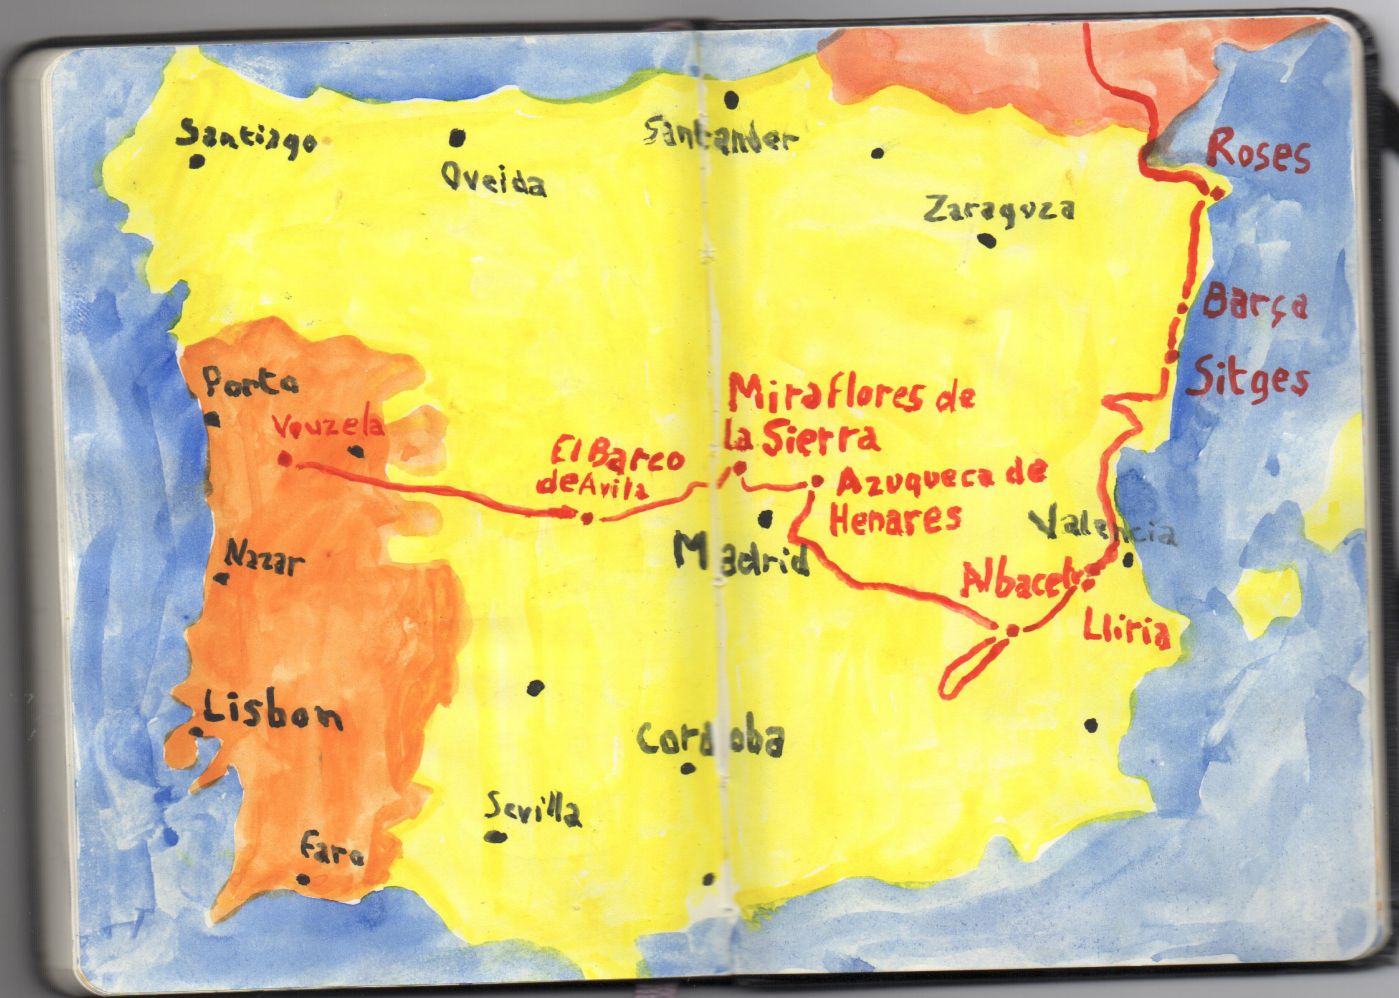 Santiago
Oveida
Santander
Roses
Zaragoza
Barça
Sitges
Porto
Vouzela
Miraflores de
la Sierra
El Barco
de Avila
Azuqueca de
Henares
Valencia
Madrid
Nazar
Albacete
Lliria
Lisbon
Cordoba
Sevilla
Faro